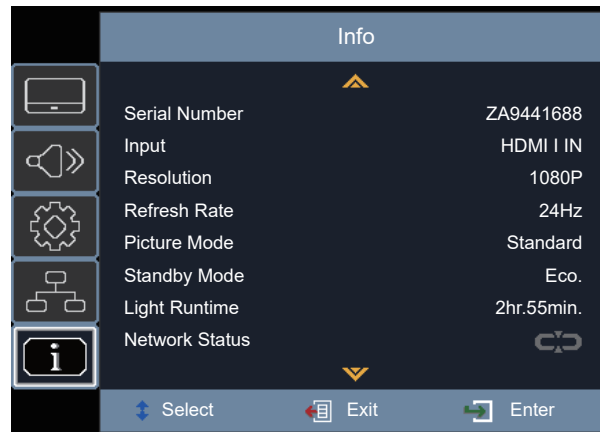 Info
Serial Number ZA9441688
Input HDMI I IN
Resolution 1080P
Refresh Rate 24Hz
Picture Mode Standard
Standby Mode Eco.
Light Runtime 2hr.55min.
Network Status
i
Select Exit Enter